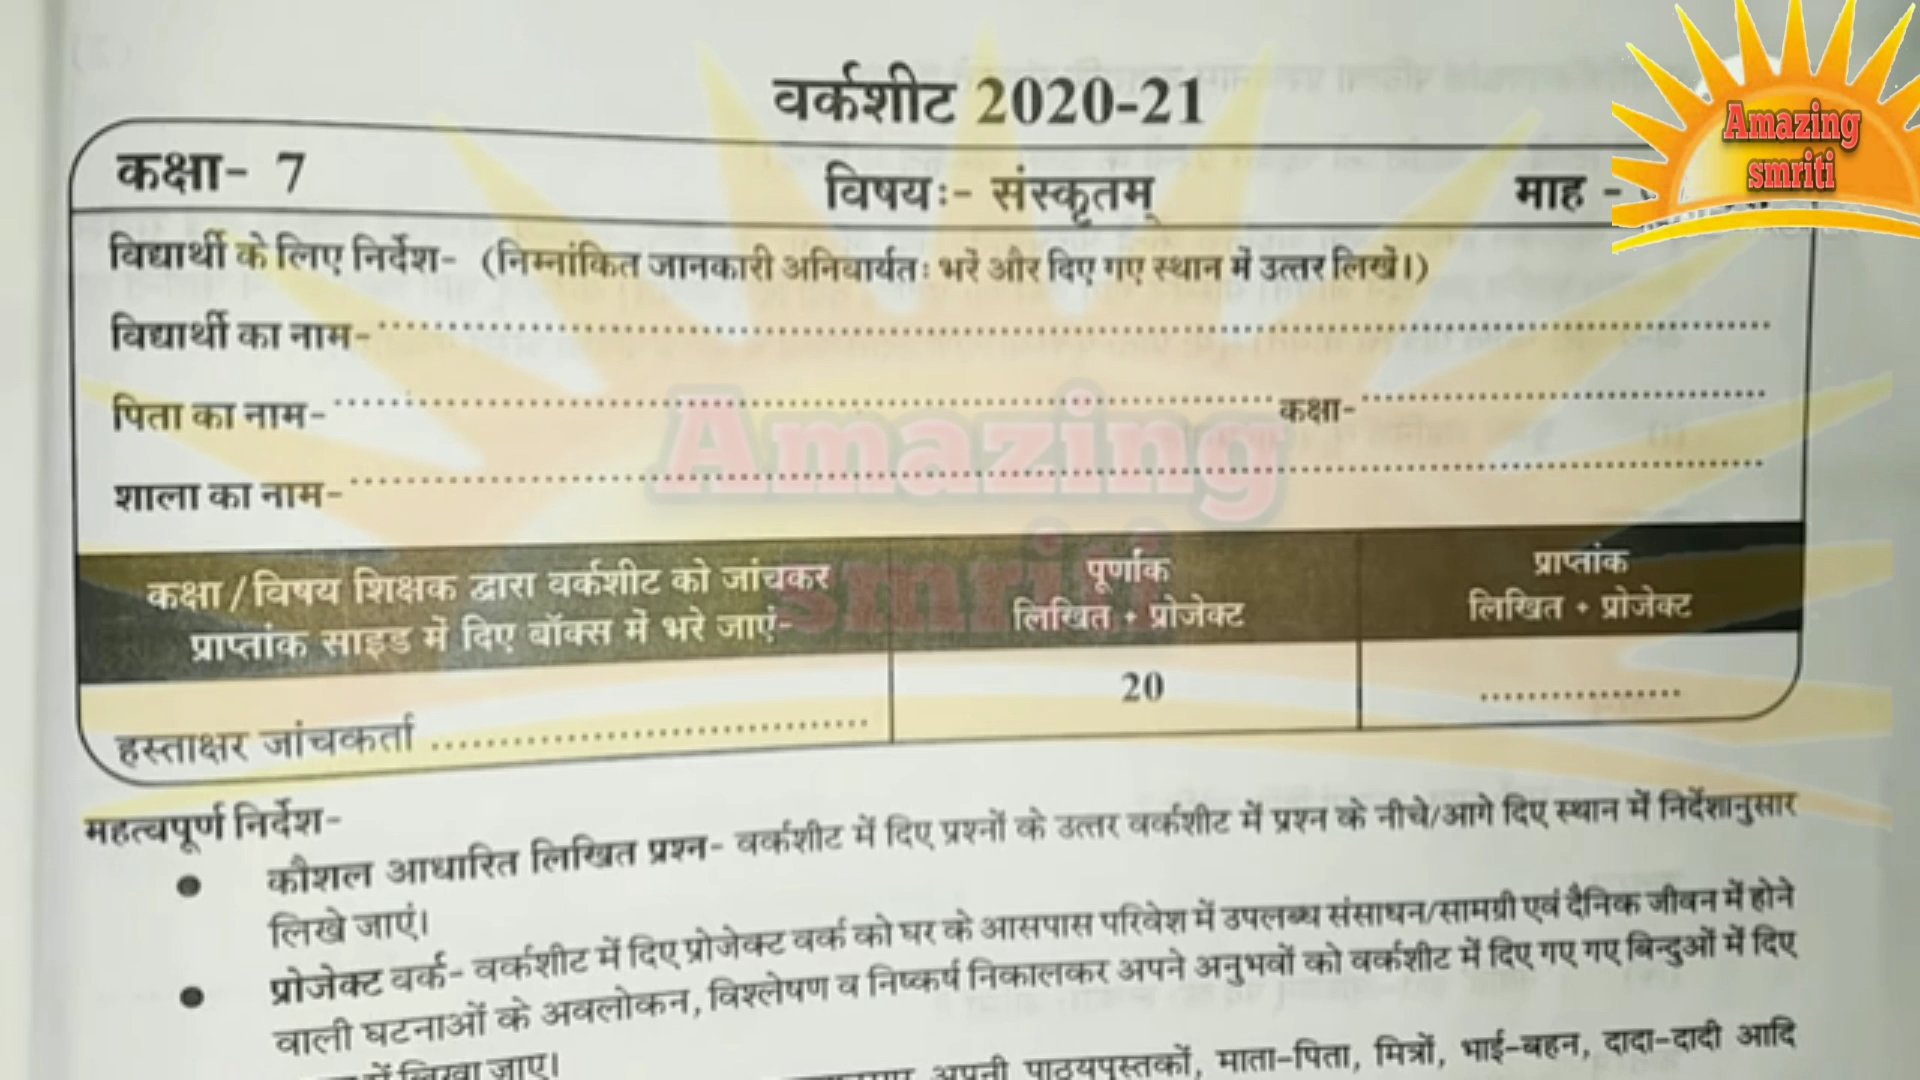 वर्कशीट 2020-21
Amazing
smriti
कक्षा- 7
विषयः- संस्कृतम्
माह -
विद्यार्थी के लिए निर्देश- (निम्नांकित जानकारी अनिवार्यतः भरें और दिए गए स्थान में उत्तर लिखें।)
विद्यार्थी का नाम-
पिता का नाम- कक्षा-
शाला का नाम-
Amazing
smriti
कक्षा/विषय शिक्षक द्वारा वर्कशीट को जांचकर
प्राप्तांक साइड में दिए बॉक्स में भरे जाएं-
पूर्णांक
लिखित + प्रोजेक्ट
प्राप्तांक
लिखित + प्रोजेक्ट
हस्ताक्षर जांचकर्ता ..............................
20
..................
महत्वपूर्ण निर्देश-
● कौशल आधारित लिखित प्रश्न- वर्कशीट में दिए प्रश्नों के उत्तर वर्कशीट में प्रश्न के नीचे/आगे दिए स्थान में निर्देशानुसार
लिखे जाएं।
● प्रोजेक्ट वर्क- वर्कशीट में दिए प्रोजेक्ट वर्क को घर के आसपास परिवेश में उपलब्ध संसाधन/सामग्री एवं दैनिक जीवन में होने
वाली घटनाओं के अवलोकन, विश्लेषण व निष्कर्ष निकालकर अपने अनुभवों को वर्कशीट में दिए गए गए बिन्दुओं में दिए
में लिखा जाए।
अपनी पाठ्यपुस्तकों, माता-पिता, मित्रों, भाई-बहन, दादा-दादी आदि